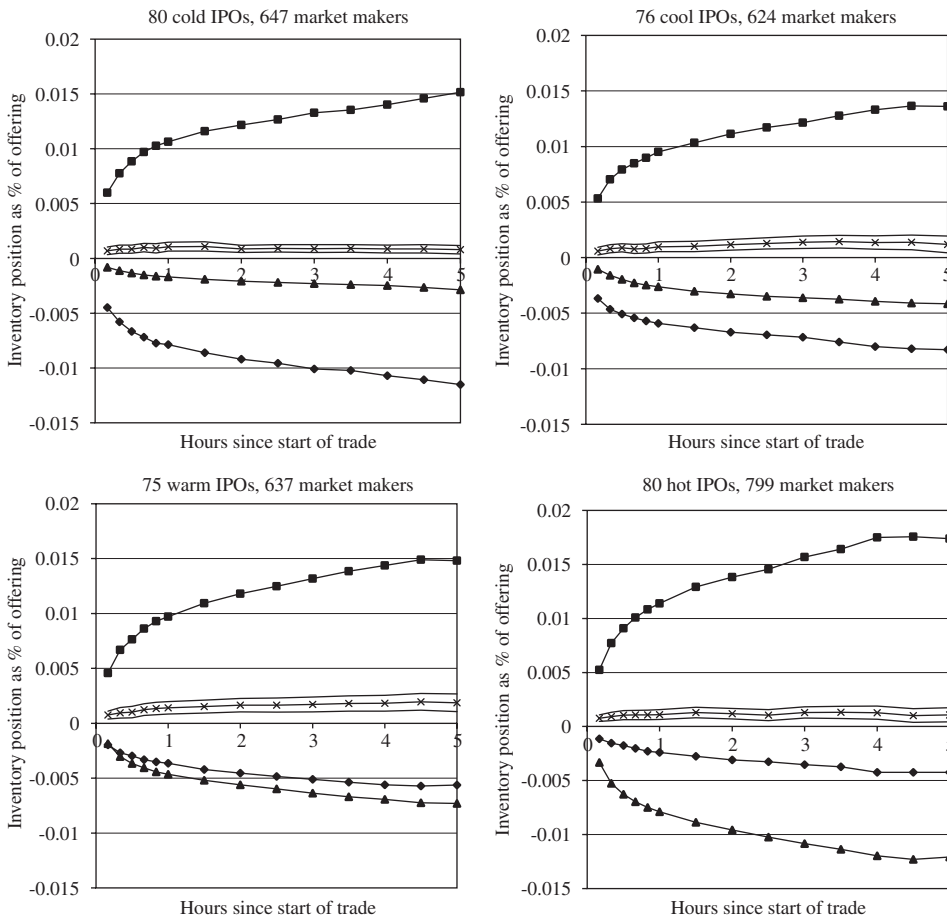 80 cold IPOs, 647 market makers
0.02
0.015
0.01
0.005
0
-0.005
-0.01
-0.015
0 1 2 3 4 5
Inventory position as % of offering
Hours since start of trade
76 cool IPOs, 624 market makers
0.02
0.015
0.01
0.005
0
-0.005
-0.01
-0.015
0 1 2 3 4 5
Inventory position as % of offering
Hours since start of trade
75 warm IPOs, 637 market makers
0.02
0.015
0.01
0.005
0
-0.005
-0.01
-0.015
0 1 2 3 4 5
Inventory position as % of offering
Hours since start of trade
80 hot IPOs, 799 market makers
0.02
0.015
0.01
0.005
0
-0.005
-0.01
-0.015
0 1 2 3 4 5
Inventory position as % of offering
Hours since start of trade